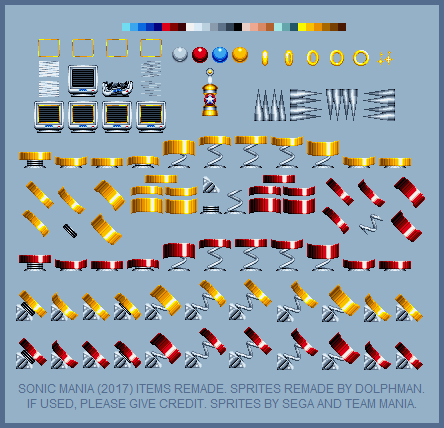 SONIC MANIA (2017) ITEMS REMADE. SPRITES REMADE BY DOLPHMAN.
IF USED, PLEASE GIVE CREDIT. SPRITES BY SEGA AND TEAM MANIA.